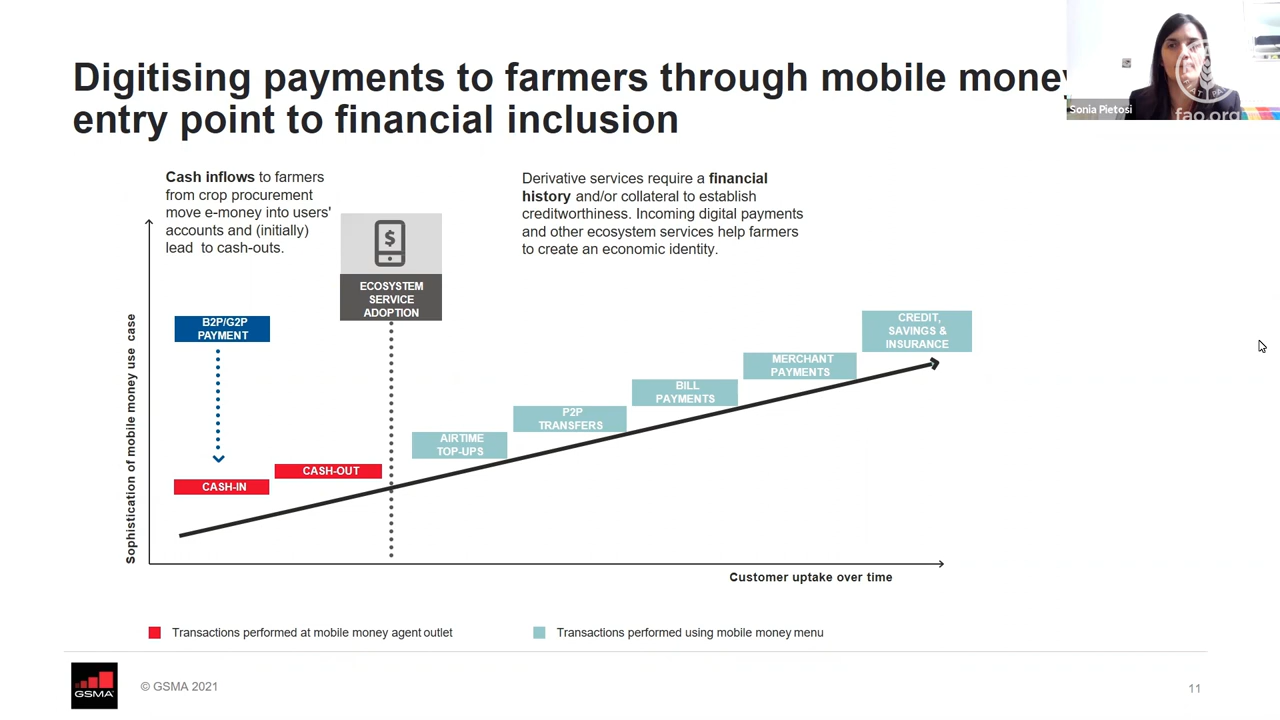 Digitising payments to farmers through mobile money
entry point to financial inclusion
Sonia Pietosi
fao.org
Cash inflows to farmers
from crop procurement
move e-money into users'
accounts and (initially)
lead to cash-outs.
Derivative services require a financial
history and/or collateral to establish
creditworthiness. Incoming digital payments
and other ecosystem services help farmers
to create an economic identity.
$
ECOSYSTEM
SERVICE
ADOPTION
B2P/G2P
PAYMENT
CREDIT,
SAVINGS &
INSURANCE
MERCHANT
PAYMENTS
BILL
PAYMENTS
P2P
TRANSFERS
AIRTIME
TOP-UPS
CASH-OUT
CASH-IN
Sophistication of mobile money use case
Customer uptake over time
Transactions performed at mobile money agent outlet
Transactions performed using mobile money menu
GSMA
© GSMA 2021
11